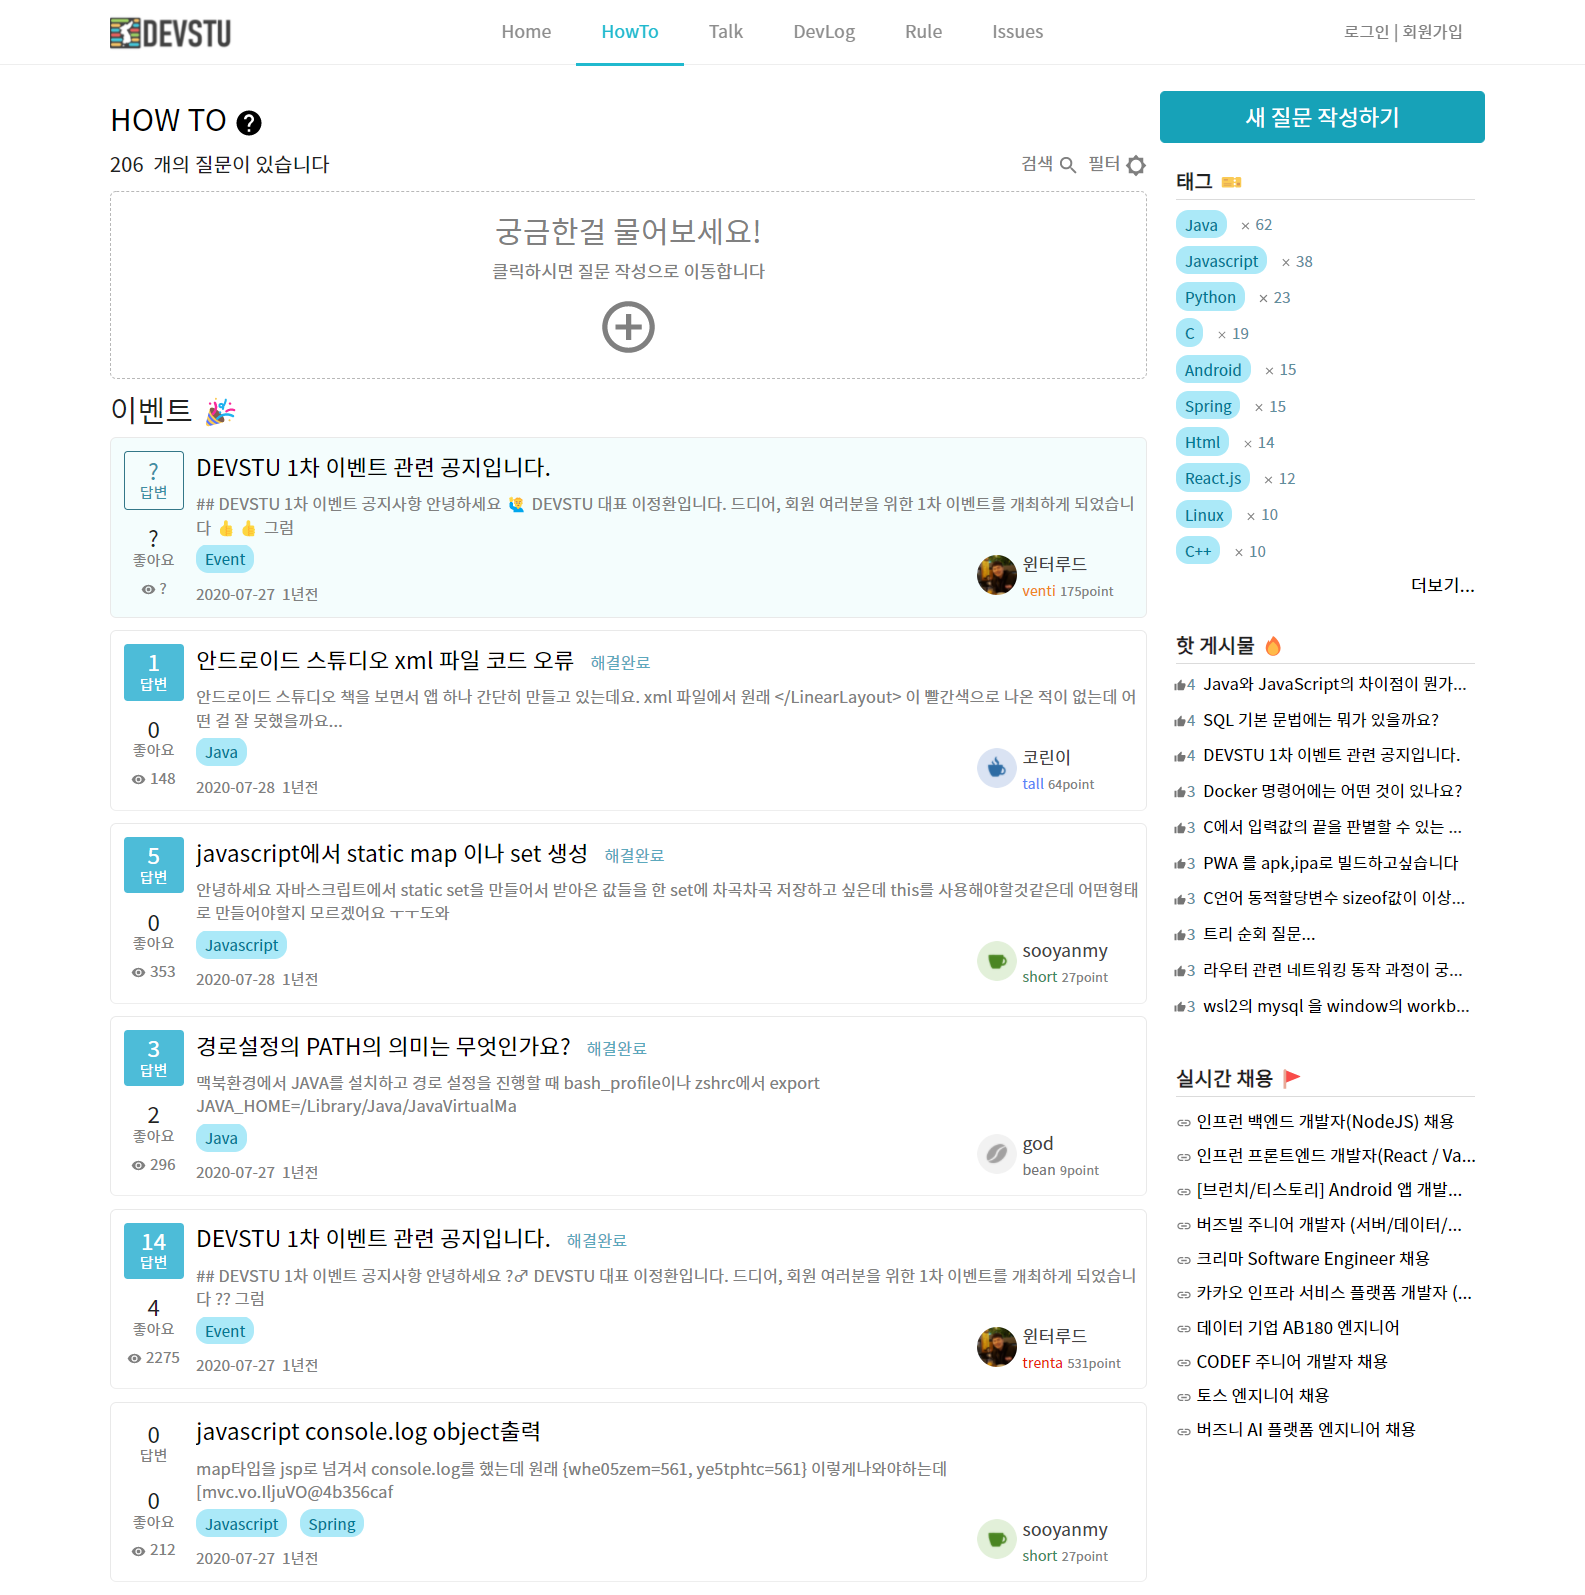 DEVSTU
Home HowTo Talk DevLog Rule Issues
로그인 | 회원가입
HOW TO
206 개의 질문이 있습니다
검색 필터
궁금한걸 물어보세요!
클릭하시면 질문 작성으로 이동합니다
이벤트
?
답변
?
좋아요
?
DEVSTU 1차 이벤트 관련 공지입니다.
## DEVSTU 1차 이벤트 공지사항 안녕하세요 DEVSTU 대표 이정환입니다. 드디어, 회원 여러분을 위한 1차 이벤트를 개최하게 되었습니
다 그럼
Event
2020-07-27 1년전
윈터루드
venti 175point
1
답변
0
좋아요
148
안드로이드 스튜디오 xml 파일 코드 오류 해결완료
안드로이드 스튜디오 책을 보면서 앱 하나 간단히 만들고 있는데요. xml 파일에서 원래 </LinearLayout> 이 빨간색으로 나온 적이 없는데 어
떤 걸 잘 못했을까요...
Java
2020-07-28 1년전
코린이
tall 64point
5
답변
0
좋아요
353
javascript에서 static map 이나 set 생성 해결완료
안녕하세요 자바스크립트에서 static set을 만들어서 받아온 값들을 한 set에 차곡차곡 저장하고 싶은데 this를 사용해야할것같은데 어떤형태
로 만들어야할지 모르겠어요 ㅜㅜ도와
Javascript
2020-07-28 1년전
sooyanmy
short 27point
3
답변
2
좋아요
296
경로설정의 PATH의 의미는 무엇인가요? 해결완료
맥북환경에서 JAVA를 설치하고 경로 설정을 진행할 때 bash_profile이나 zshrc에서 export
JAVA_HOME=/Library/Java/JavaVirtualMa
Java
2020-07-27 1년전
god
bean 9point
14
답변
4
좋아요
2275
DEVSTU 1차 이벤트 관련 공지입니다. 해결완료
## DEVSTU 1차 이벤트 공지사항 안녕하세요 ?♂ DEVSTU 대표 이정환입니다. 드디어, 회원 여러분을 위한 1차 이벤트를 개최하게 되었습니
다 ?? 그럼
Event
2020-07-27 1년전
윈터루드
trenta 531point
0
답변
0
좋아요
212
javascript console.log object출력
map타입을 jsp로 넘겨서 console.log를 했는데 원래 {whe05zem=561, ye5tphtc=561} 이렇게나와야하는데
[mvc.vo.IljuVO@4b356caf
Javascript Spring
2020-07-27 1년전
sooyanmy
short 27point
새 질문 작성하기
태그
Java × 62
Javascript × 38
Python × 23
C × 19
Android × 15
Spring × 15
Html × 14
React.js × 12
Linux × 10
C++ × 10
더보기...
핫 게시물
4 Java와 JavaScript의 차이점이 뭔가...
4 SQL 기본 문법에는 뭐가 있을까요?
4 DEVSTU 1차 이벤트 관련 공지입니다.
3 Docker 명령어에는 어떤 것이 있나요?
3 C에서 입력값의 끝을 판별할 수 있는 ...
3 PWA 를 apk,ipa로 빌드하고싶습니다
3 C언어 동적할당변수 sizeof값이 이상...
3 트리 순회 질문...
3 라우터 관련 네트워킹 동작 과정이 궁...
3 wsl2의 mysql 을 window의 workb...
실시간 채용
인프런 백엔드 개발자(NodeJS) 채용
인프런 프론트엔드 개발자(React / Va...
[브런치/티스토리] Android 앱 개발...
버즈빌 주니어 개발자 (서버/데이터/...
크리마 Software Engineer 채용
카카오 인프라 서비스 플랫폼 개발자 (...
데이터 기업 AB180 엔지니어
CODEF 주니어 개발자 채용
토스 엔지니어 채용
버즈니 AI 플랫폼 엔지니어 채용